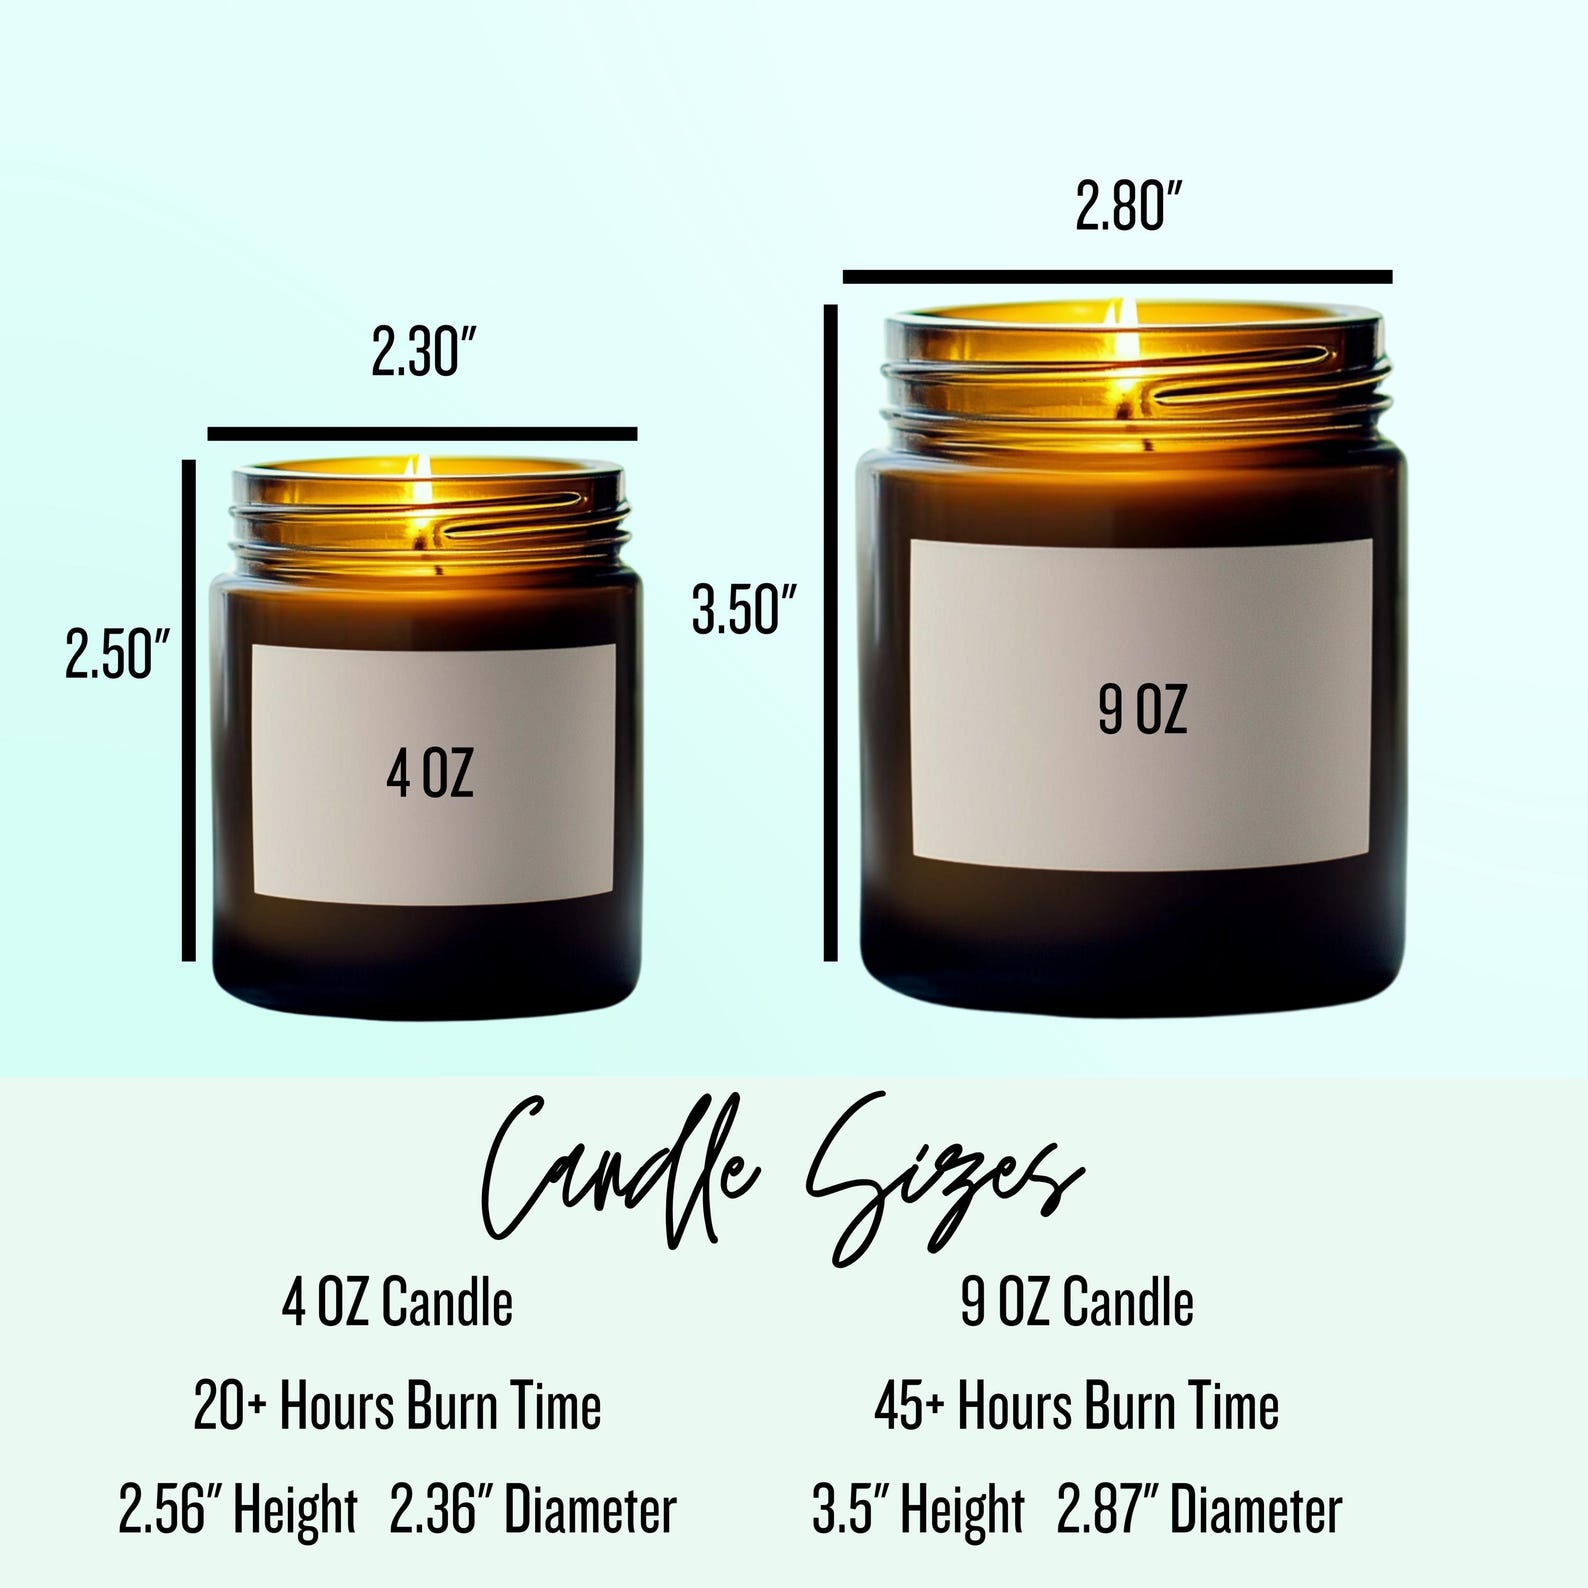 2.80"
2.30"
3.50"
2.50"
9 OZ
4 OZ
Candle Sizes
4 OZ Candle
9 OZ Candle
20+ Hours Burn Time
45+ Hours Burn Time
2.56" Height 2.36" Diameter
3.5" Height 2.87" Diameter